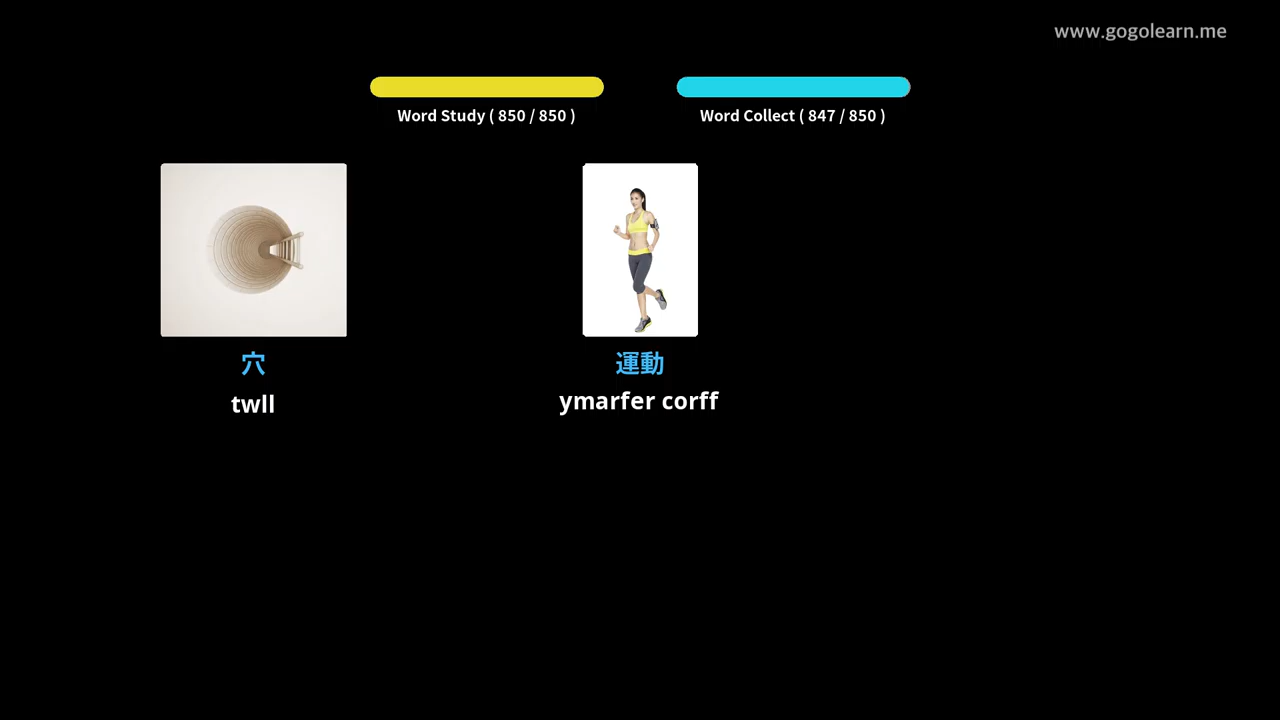 www.gogolearn.me
Word Study ( 850 / 850 )
Word Collect ( 847 / 850 )
穴
twll
運動
ymarfer corff